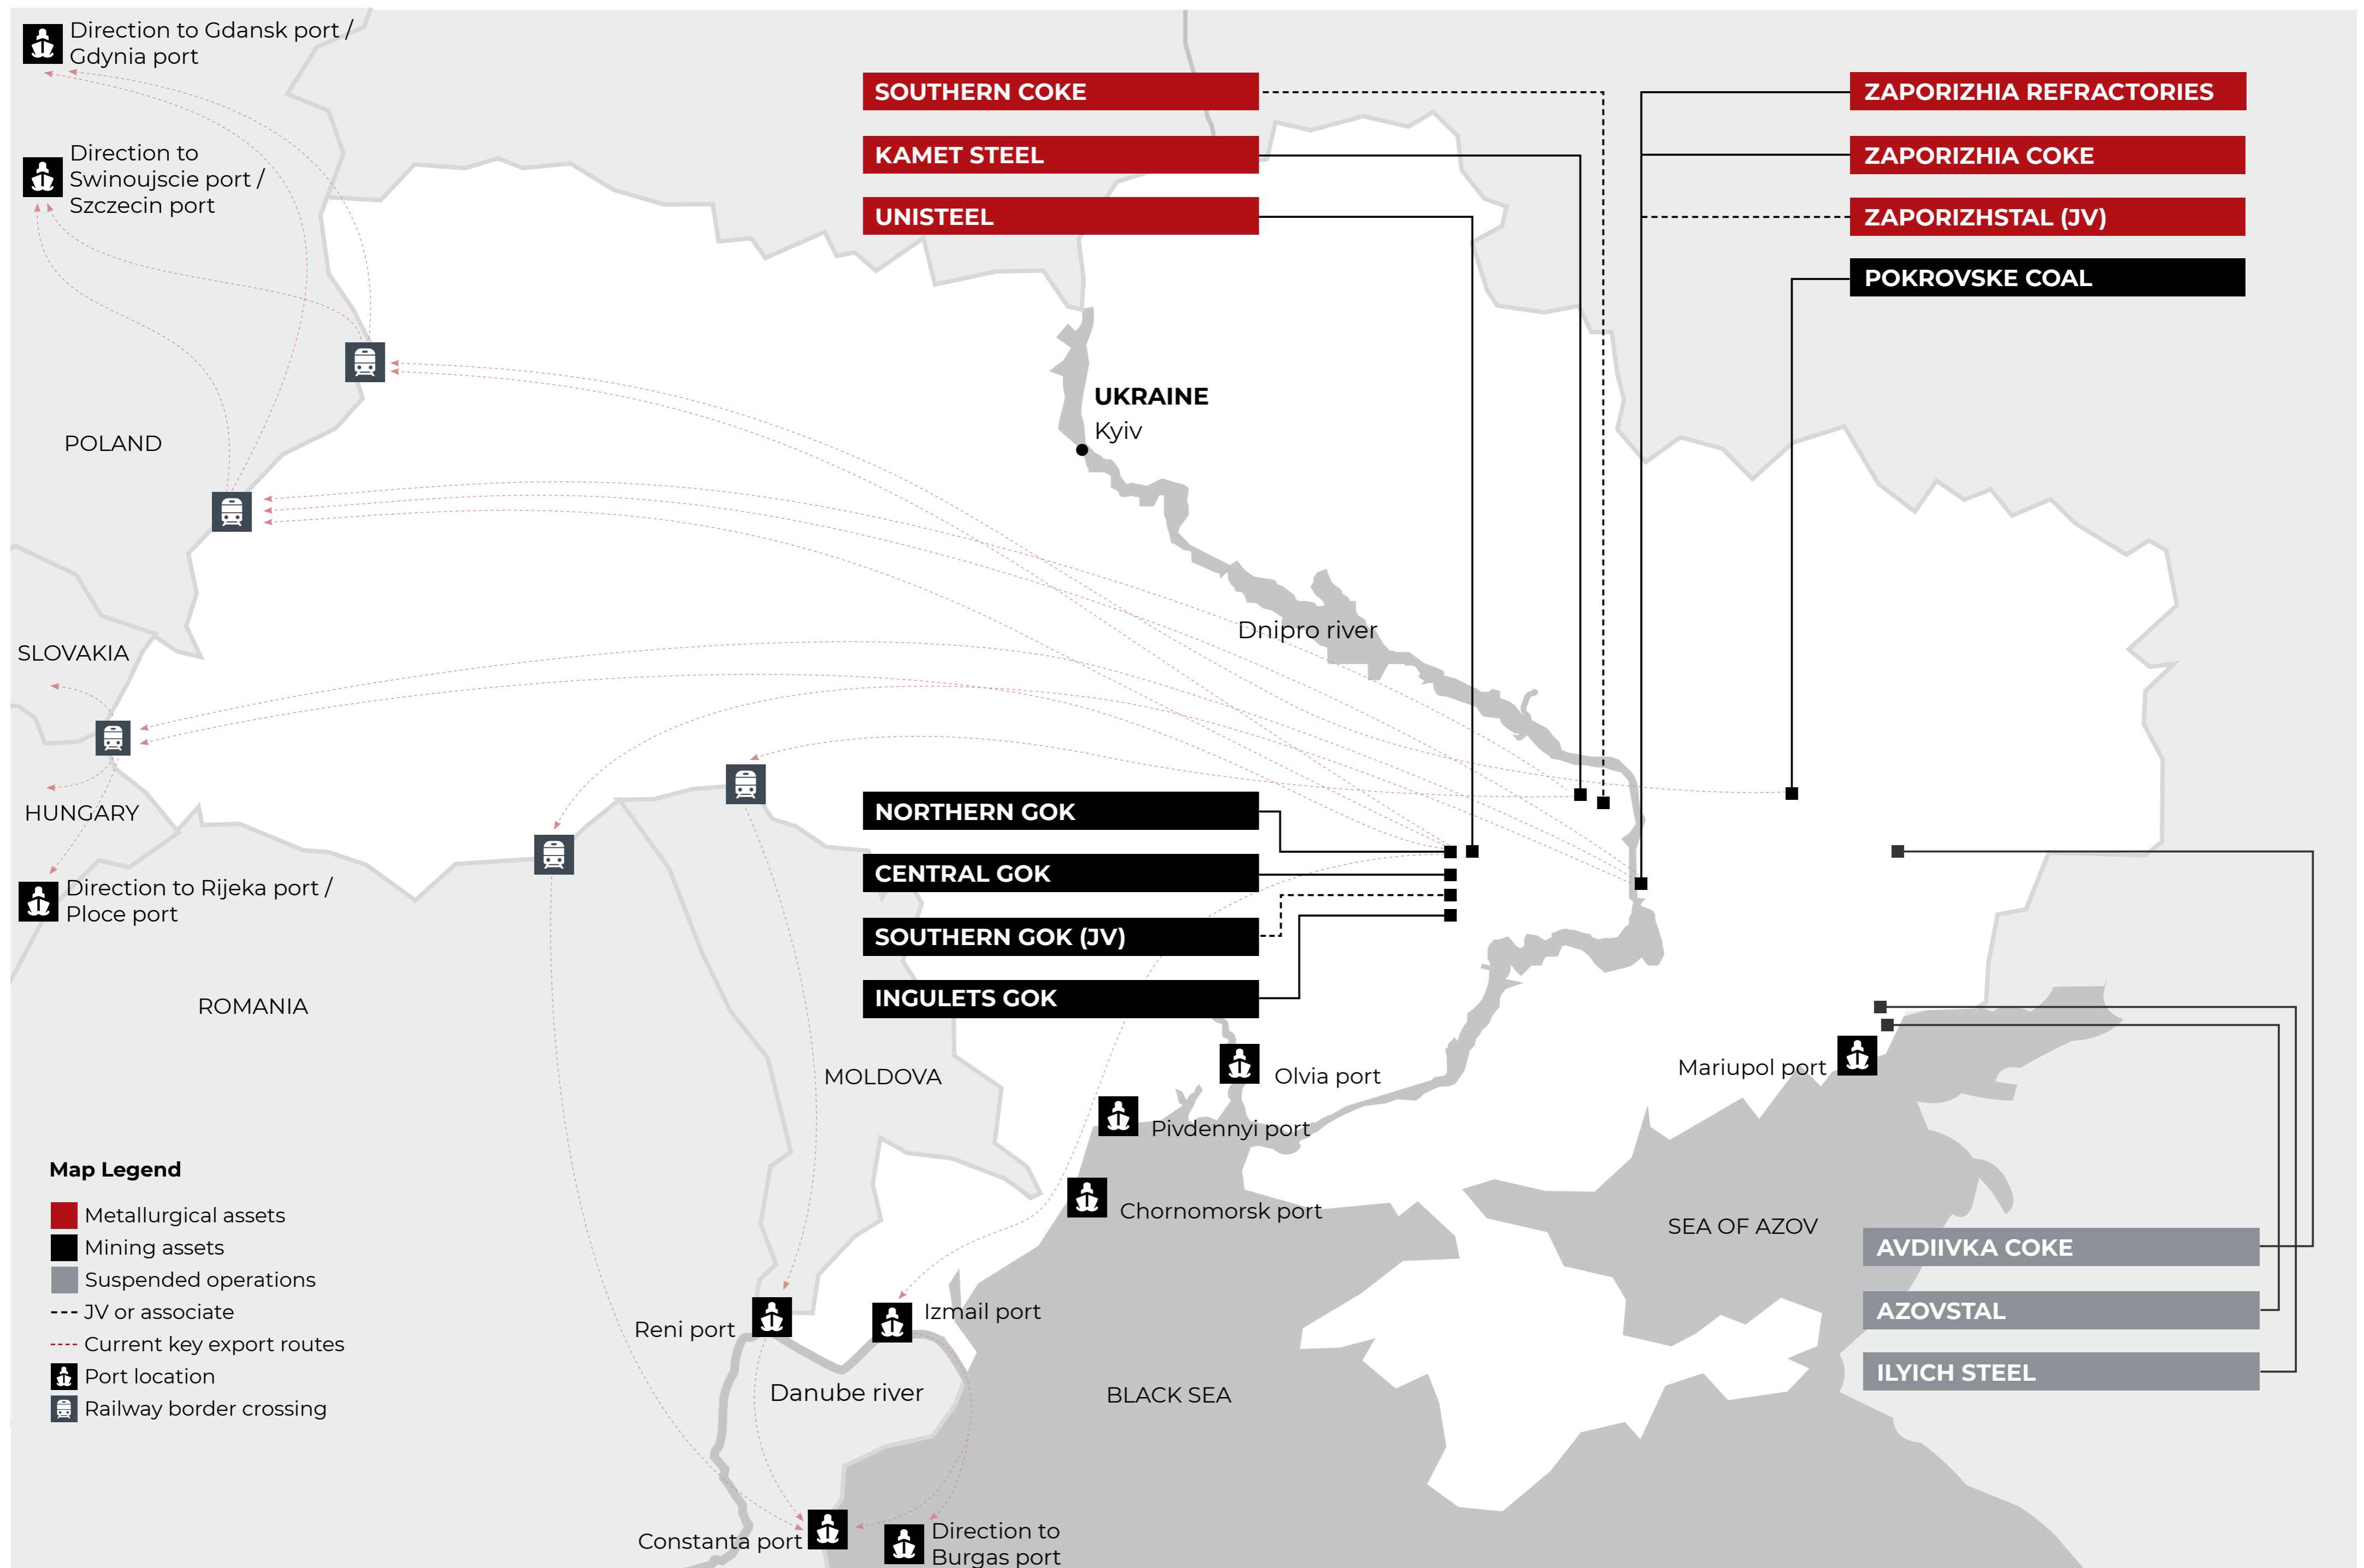 Direction to Gdansk port /
Gdynia port
Direction to
Swinoujscie port /
Szczecin port
SOUTHERN COKE
KAMET STEEL
UNISTEEL
ZAPORIZHIA REFRACTORIES
ZAPORIZHIA COKE
ZAPORIZHSTAL (JV)
POKROVSKE COAL
UKRAINE
Kyiv
POLAND
Dnipro river
SLOVAKIA
HUNGARY
NORTHERN GOK
CENTRAL GOK
SOUTHERN GOK (JV)
INGULETS GOK
Direction to Rijeka port /
Ploce port
ROMANIA
MOLDOVA
Olvia port
Mariupol port
Pivdennyi port
Chornomorsk port
SEA OF AZOV
Map Legend
Metallurgical assets
Mining assets
Suspended operations
JV or associate
Current key export routes
Port location
Railway border crossing
AVDIIVKA COKE
AZOVSTAL
ILYICH STEEL
Reni port
Izmail port
Danube river
BLACK SEA
Constanta port
Direction to
Burgas port